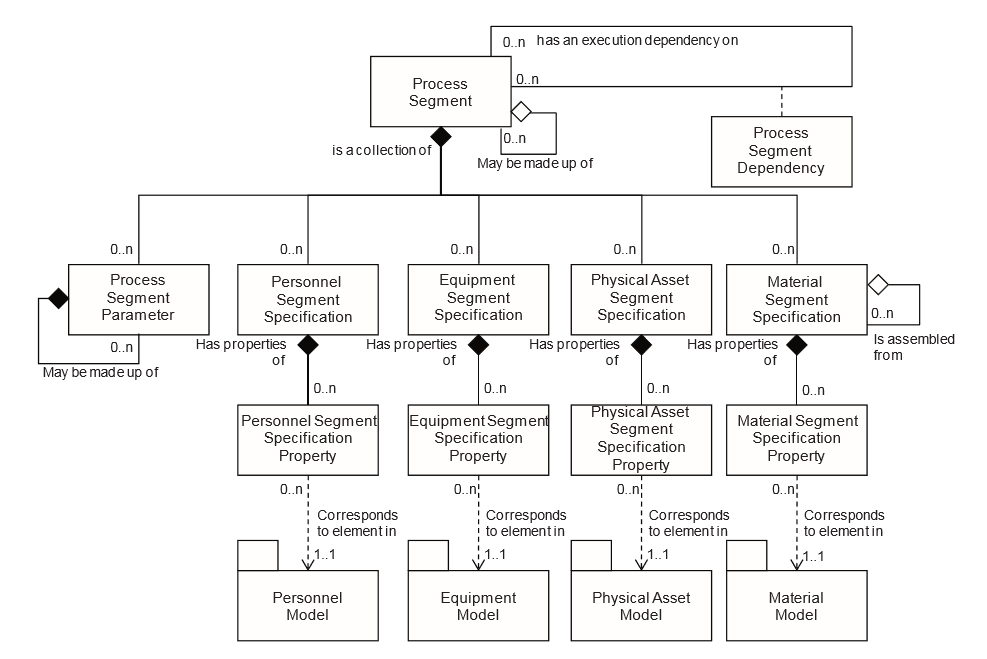 0..n has an execution dependency on
Process
Segment
0..n
0..n
May be made up of
is a collection of
Process
Segment
Dependency
0..n
0..n
0..n
0..n
0..n
Process
Segment
Parameter
Personnel
Segment
Specification
Equipment
Segment
Specification
Physical Asset
Segment
Specification
Material
Segment
Specification
0..n
May be made up of
0..n
Is assembled
from
Has properties
of
Has properties
of
Has properties
of
Has properties
of
0..n
0..n
0..n
0..n
Personnel Segment
Specification
Property
Equipment Segment
Specification
Property
Physical Asset
Segment
Specification
Property
Material Segment
Specification
Property
0..n
0..n
0..n
0..n
Corresponds
to element in
Corresponds
to element in
Corresponds
to element in
Corresponds
to element in
1..1
1..1
1..1
1..1
Personnel
Model
Equipment
Model
Physical Asset
Model
Material
Model